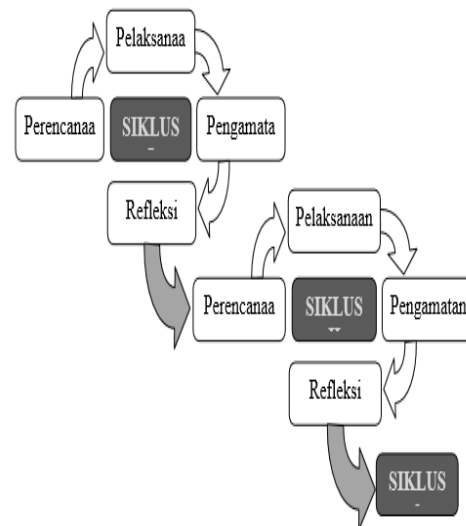 Pelaksanaa
Perencanaa
SIKLUS
Pengamata
Refleksi
Pelaksanaan
Perencanaa
SIKLUS
Pengamatan
Refleksi
SIKLUS